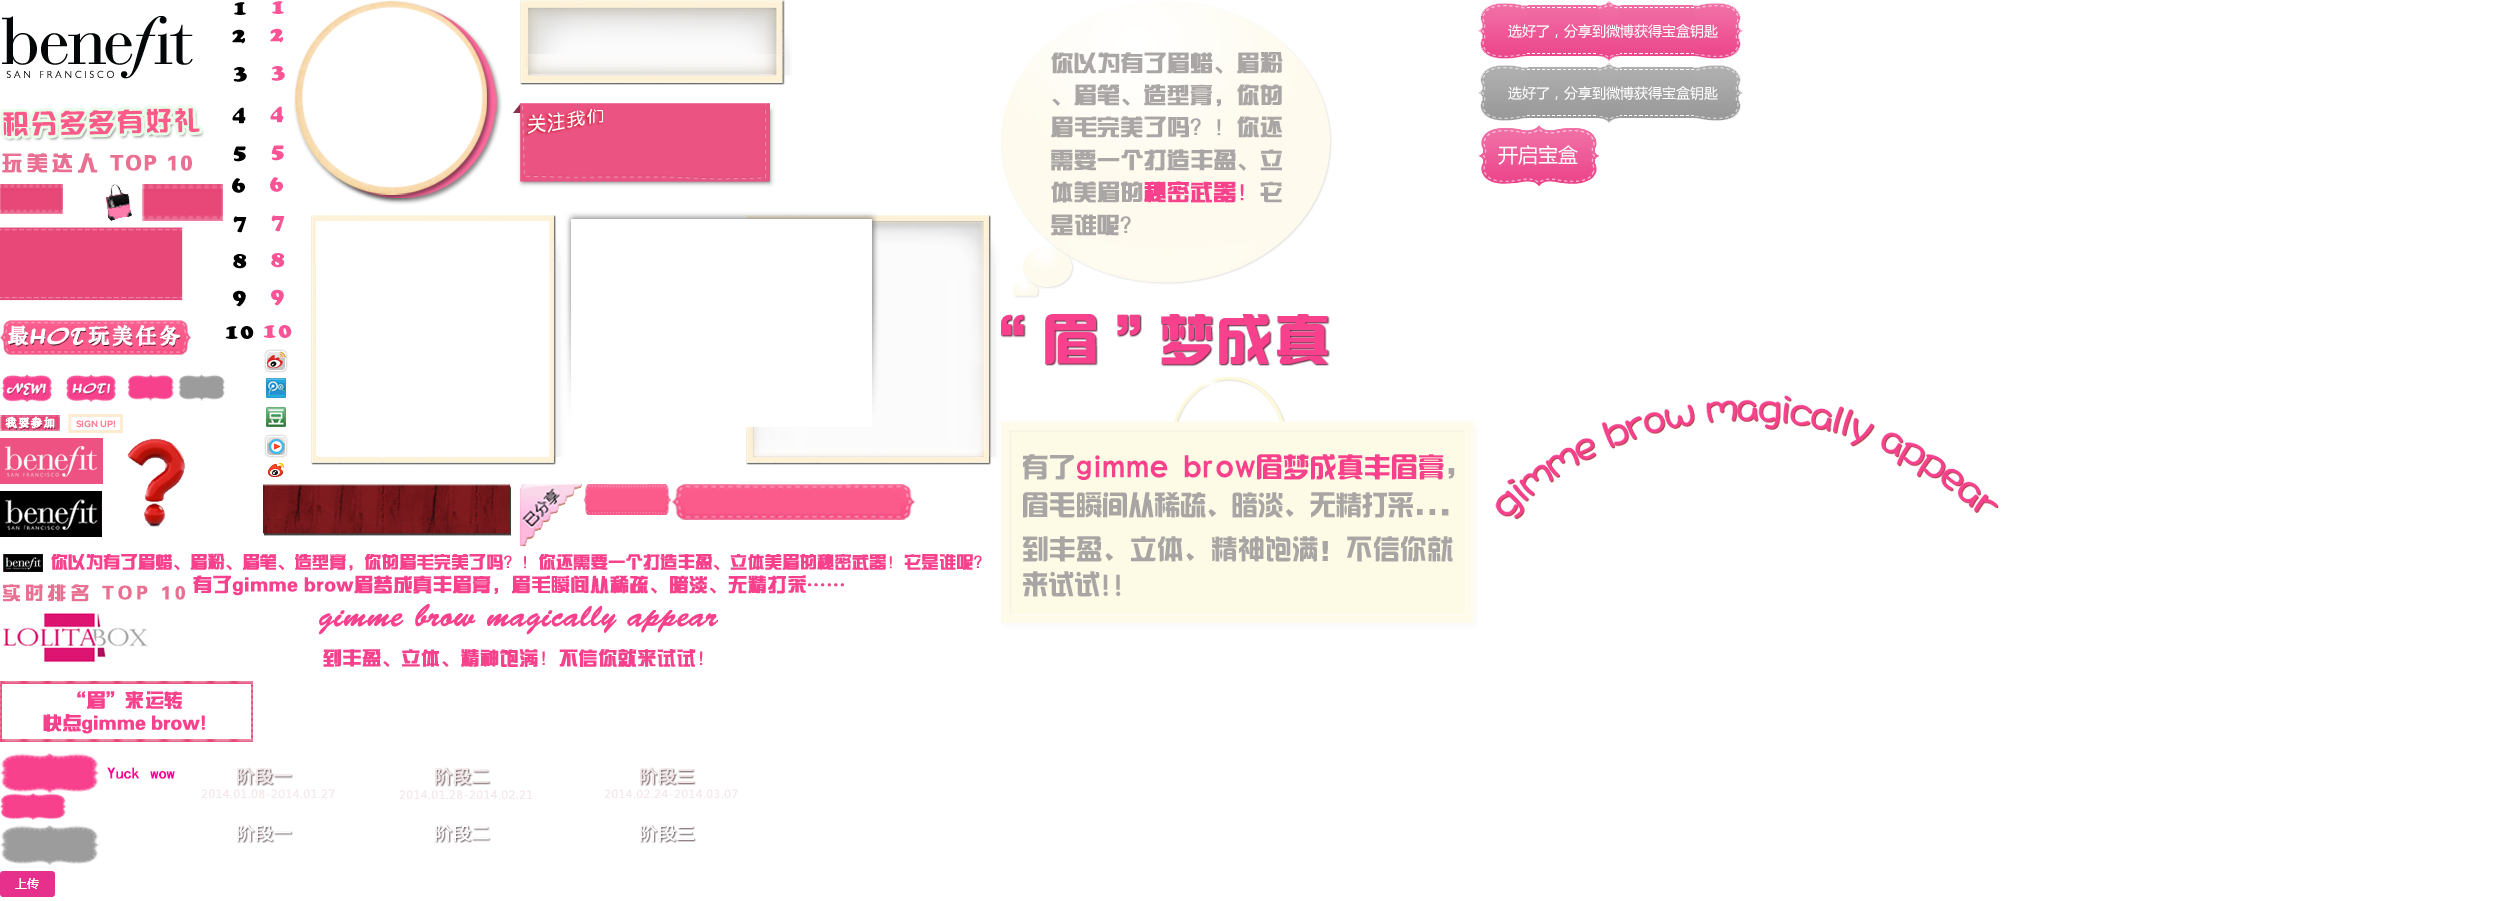 benefit
SAN FRANCISCO
积分多多有好礼
玩美达人 TOP 10
最HOT玩美任务
NEW!
HOT!
我要参加
SIGN UP!
benefit
SAN FRANCISCO
benefit
SAN FRANCISCO
1
2
3
4
5
6
7
8
9
10
1
2
3
4
5
6
7
8
9
10
豆
关注我们
已分享
?
benefit
你以为有了眉蜡、眉粉、眉笔、造型膏，你的眉毛完美了吗？！你还需要一个打造丰盈、立体美眉的秘密武器！它是谁呢？
实时排名 TOP 10
有了gimme brow眉梦成真丰眉膏，眉毛瞬间从稀疏、暗淡、无精打采……
gimme brow magically appear
LOLITABOX
到丰盈、立体、精神饱满！不信你就来试试！
“眉”来运转
快点gimme brow!
Yuck wow
阶段一
2014.01.08-2014.01.27
阶段二
2014.01.28-2014.02.21
阶段三
2014.02.24-2014.03.07
阶段一
阶段二
阶段三
上传
你以为有了眉蜡、眉粉
、眉笔、造型膏，你的
眉毛完美了吗？！你还
需要一个打造丰盈、立
体美眉的秘密武器！它
是谁呢？
“眉”梦成真
有了gimme brow眉梦成真丰眉膏，
眉毛瞬间从稀疏、暗淡、无精打采...
到丰盈、立体、精神饱满！不信你就
来试试！！
选好了，分享到微博获得宝盒钥匙
选好了，分享到微博获得宝盒钥匙
开启宝盒
gimme brow magically appear